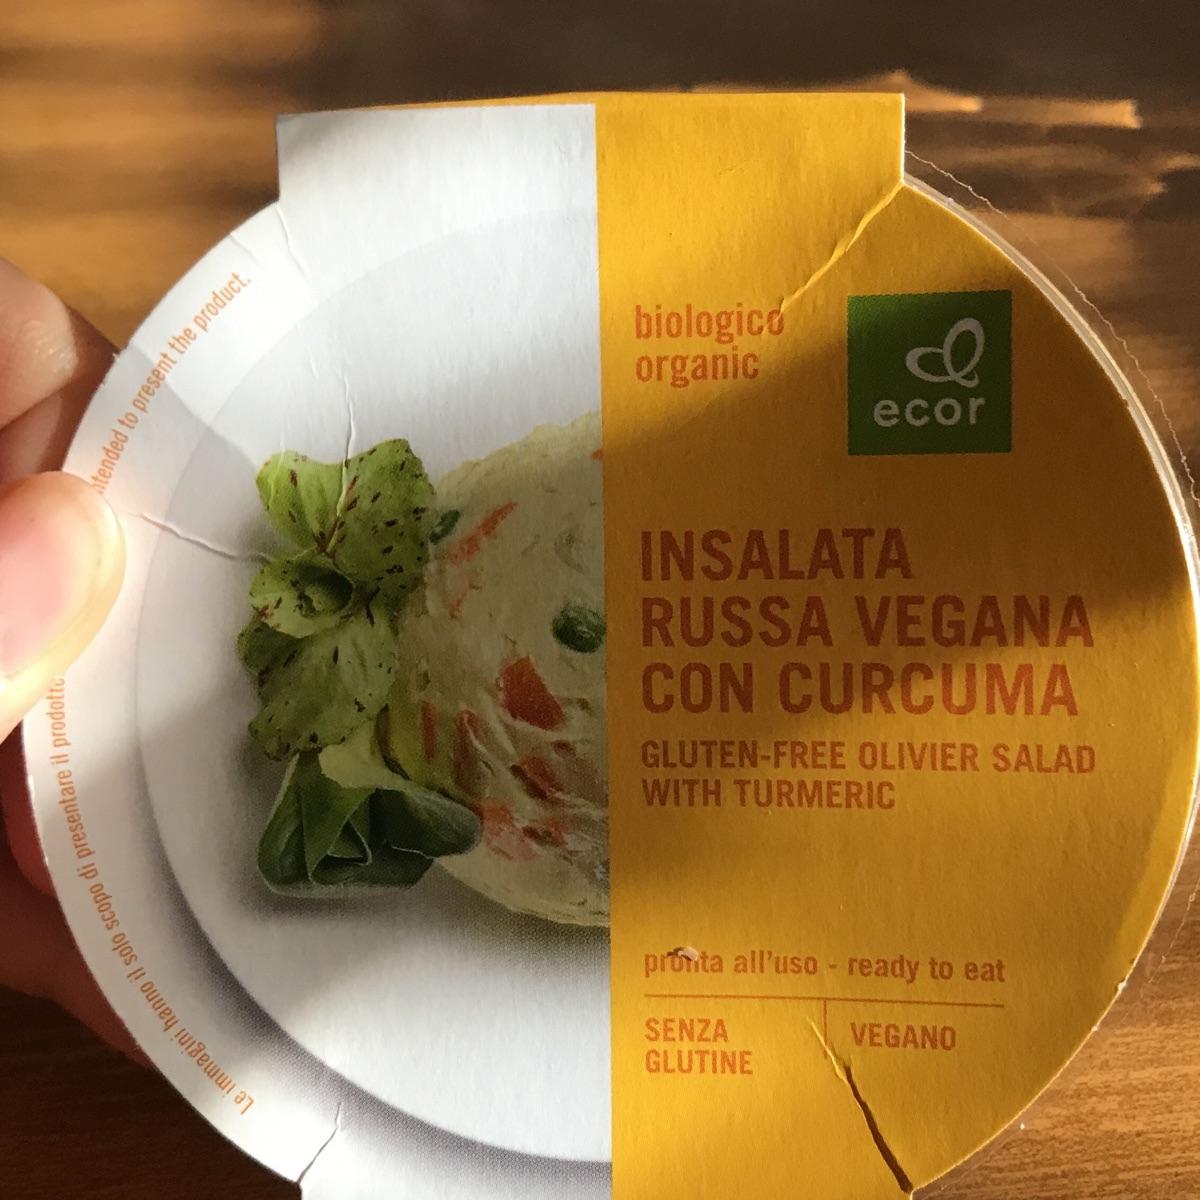 ntended to present the product.
Le immagini hanno il solo scopo di presentare il prodotto.
biologico
organic
ecor
INSALATA
RUSSA VEGANA
CON CURCUMA
GLUTEN-FREE OLIVIER SALAD
WITH TURMERIC
pronta all'uso - ready to eat
SENZA
GLUTINE
VEGANO